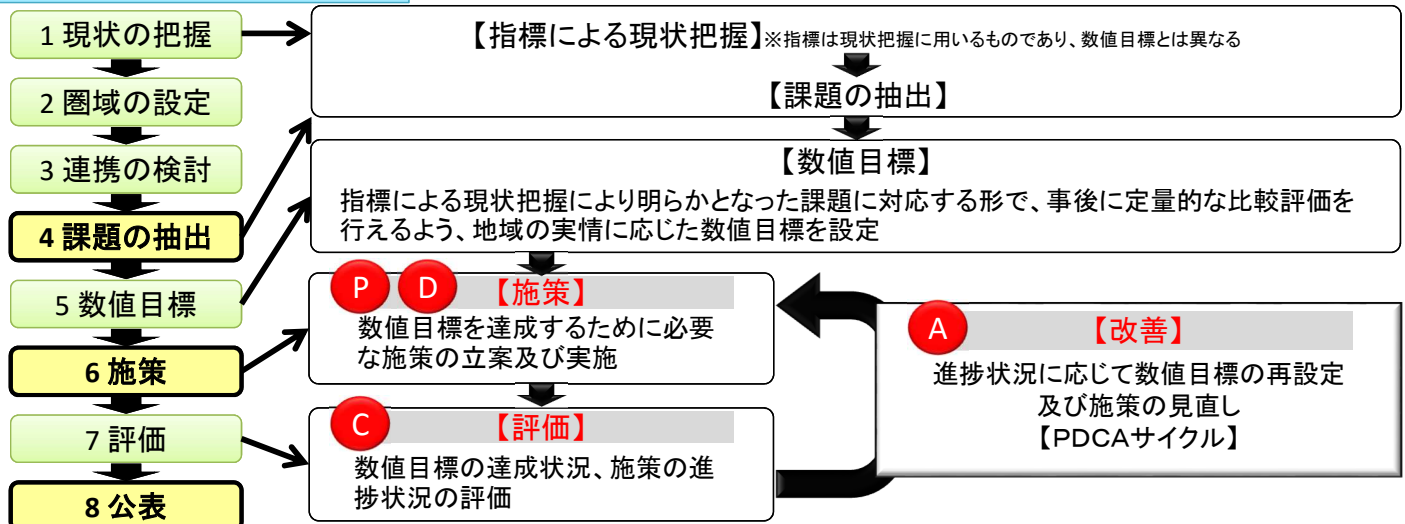 1 現状の把握
2 圏域の設定
3 連携の検討
4 課題の抽出
5 数値目標
6 施策
7 評価
8 公表
【指標による現状把握】※指標は現状把握に用いるものであり、数値目標とは異なる
【課題の抽出】
【数値目標】
指標による現状把握により明らかとなった課題に対応する形で、事後に定量的な比較評価を
行えるよう、地域の実情に応じた数値目標を設定
P D 【施策】
数値目標を達成するために必要
な施策の立案及び実施
C 【評価】
数値目標の達成状況、施策の進
捗状況の評価
A 【改善】
進捗状況に応じて数値目標の再設定
及び施策の見直し
【PDCAサイクル】